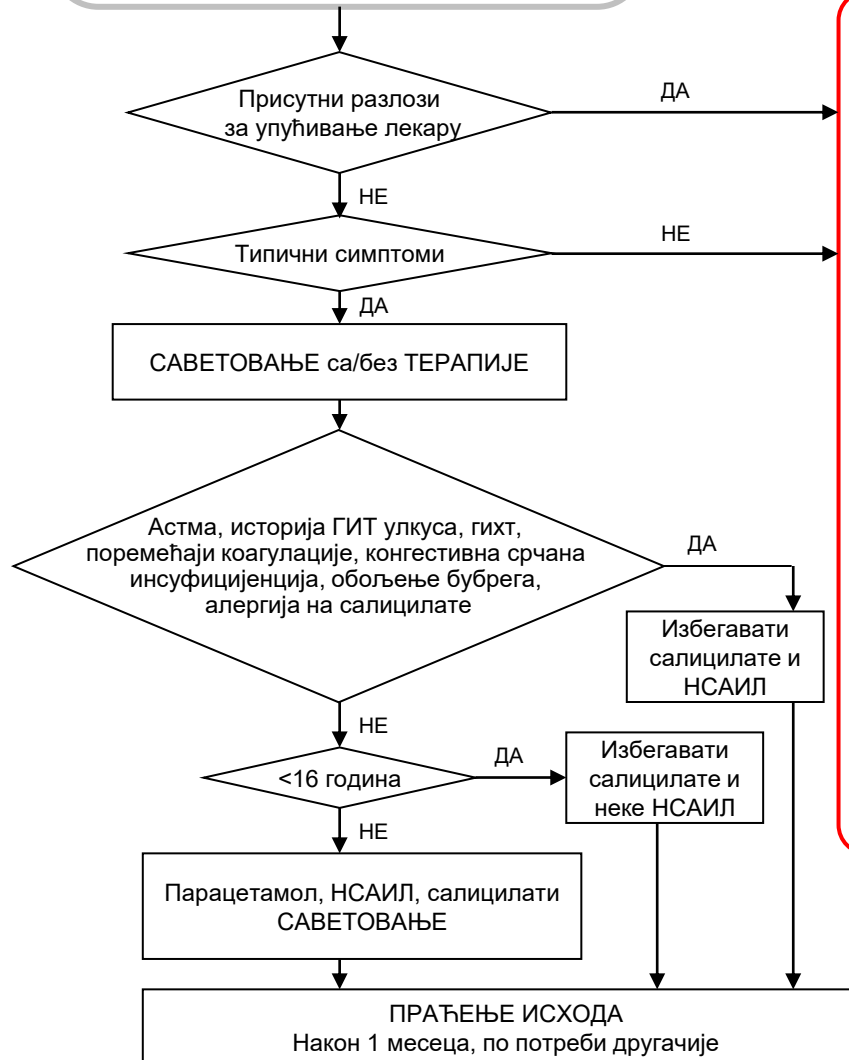 Присутни разлози
за упућивање лекару
ДА
НЕ
Типични симптоми
НЕ
ДА
САВЕТОВАЊЕ са/без ТЕРАПИЈЕ
Астма, историја ГИТ улкуса, гихт,
поремећаји коагулације, конгестивна срчана
инсуфицијенција, обољење бубрега,
алергија на салицилате
ДА
Избегавати
салицилате и
НСАИЛ
НЕ
<16 година
ДА
Избегавати
салицилате и
неке НСАИЛ
НЕ
Парацетамол, НСАИЛ, салицилати
САВЕТОВАЊЕ
ПРАЋЕЊЕ ИСХОДА
Након 1 месеца, по потреби другачије